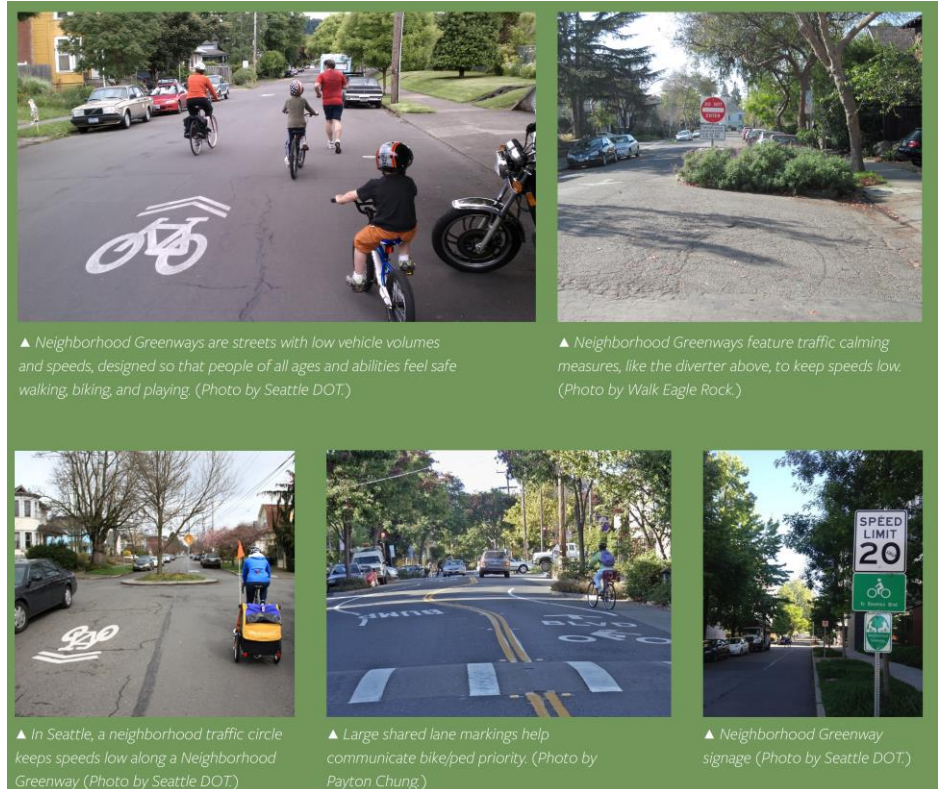 ▲ Neighborhood Greenways are streets with low vehicle volumes
and speeds, designed so that people of all ages and abilities feel safe
walking, biking, and playing. (Photo by Seattle DOT.)
DO NOT
ENTER
▲ Neighborhood Greenways feature traffic calming
measures, like the diverter above, to keep speeds low.
(Photo by Walk Eagle Rock.)
▲ In Seattle, a neighborhood traffic circle
keeps speeds low along a Neighborhood
Greenway (Photo by Seattle DOT.)
BUMP
BLVD
▲ Large shared lane markings help
communicate bike/ped priority. (Photo by
Payton Chung.)
SPEED
LIMIT
20
▲ Neighborhood Greenway
signage (Photo by Seattle DOT.)